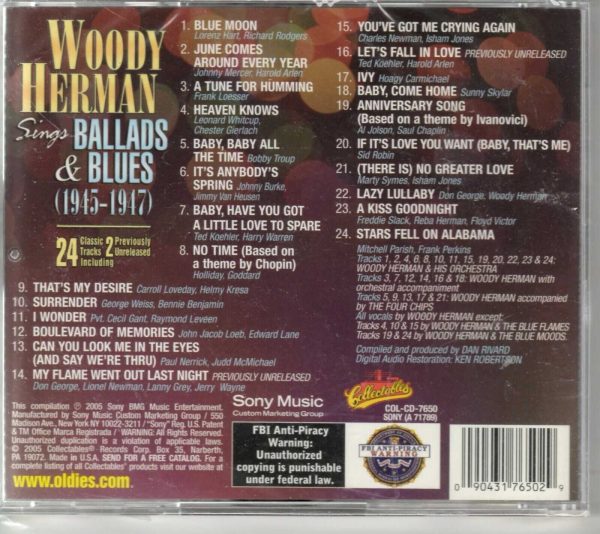 WOODY
HERMAN
Sings BALLADS
& BLUES
(1945-1947)
24 Classic Tracks Including 2 Previously Unreleased
1. BLUE MOON
Lorenz Hart, Richard Rodgers
2. JUNE COMES
AROUND EVERY YEAR
Johnny Mercer, Harold Arlen
3. A TUNE FOR HUMMING
Frank Loesser
4. HEAVEN KNOWS
Leonard Whitcup,
Chester Gierlach
5. BABY, BABY ALL
THE TIME Bobby Troup
6. IT'S ANYBODY'S
SPRING Johnny Burke,
Jimmy Van Heusen
7. BABY, HAVE YOU GOT
A LITTLE LOVE TO SPARE
Ted Koehler, Harry Warren
8. NO TIME (Based on
a theme by Chopin)
Holliday, Goddard
9. THAT'S MY DESIRE Carroll Loveday, Helmy Kresa
10. SURRENDER George Weiss, Bennie Benjamin
11. I WONDER Pvt. Cecil Gant, Raymond Leveen
12. BOULEVARD OF MEMORIES John Jacob Loeb, Edward Lane
13. CAN YOU LOOK ME IN THE EYES
(AND SAY WE'RE THRU) Paul Nerrick, Judd McMichael
14. MY FLAME WENT OUT LAST NIGHT PREVIOUSLY UNRELEASED
Don George, Lionel Newman, Lanny Grey, Jerry Wayne
15. YOU'VE GOT ME CRYING AGAIN
Charles Newman, Isham Jones
16. LET'S FALL IN LOVE PREVIOUSLY UNRELEASED
Ted Koehler, Harold Arlen
17. IVY Hoagy Carmichael
18. BABY, COME HOME Sunny Skylar
19. ANNIVERSARY SONG
(Based on a theme by Ivanovici)
Al Jolson, Saul Chaplin
20. IF IT'S LOVE YOU WANT (BABY, THAT'S ME)
Sid Robin
21. (THERE IS) NO GREATER LOVE
Marty Symes, Isham Jones
22. LAZY LULLABY Don George, Woody Herman
23. A KISS GOODNIGHT
Freddie Slack, Reba Herman, Floyd Victor
24. STARS FELL ON ALABAMA
Mitchell Parish, Frank Perkins
Tracks 1, 2, 4, 6, 8, 10, 11, 15, 19, 20, 22, 23 & 24:
WOODY HERMAN & HIS ORCHESTRA
Tracks 3, 7, 12, 14, 16 & 18: WOODY HERMAN with
orchestral accompaniment
Tracks 5, 9, 13, 17 & 21: WOODY HERMAN accompanied
by THE FOUR CHIPS
All vocals by WOODY HERMAN except:
Tracks 4, 10 & 15 by WOODY HERMAN & THE BLUE FLAMES
Tracks 19 & 24 by WOODY HERMAN & THE BLUE MOODS.
Compiled and produced by DAN RIVARD
Digital Audio Restoration: KEN ROBERTSON
This compilation ℗ 2005 Sony BMG Music Entertainment.
Manufactured by Sony Music Custom Marketing Group / 550
Madison Ave., New York, NY 10022-3211 / "Sony" Reg. U.S. Patent
& TM Office Marca Registrada / WARNING: All Rights Reserved.
Unauthorized duplication is a violation of applicable laws.
© 2005 Collectables® Records Corp. Box 35, Narberth,
PA 19072. Made in U.S.A. SEND FOR A FREE CATALOG. For a
complete listing of all Collectables® products visit our website at
www.oldies.com
Sony Music
Custom Marketing Group
FBI Anti-Piracy
Warning:
Unauthorized
copying is punishable
under federal law.
Collectables
COL-CD-7650
SONY (A 71789)
FBI ANTI-PIRACY
WARNING
0 90431 76502 9